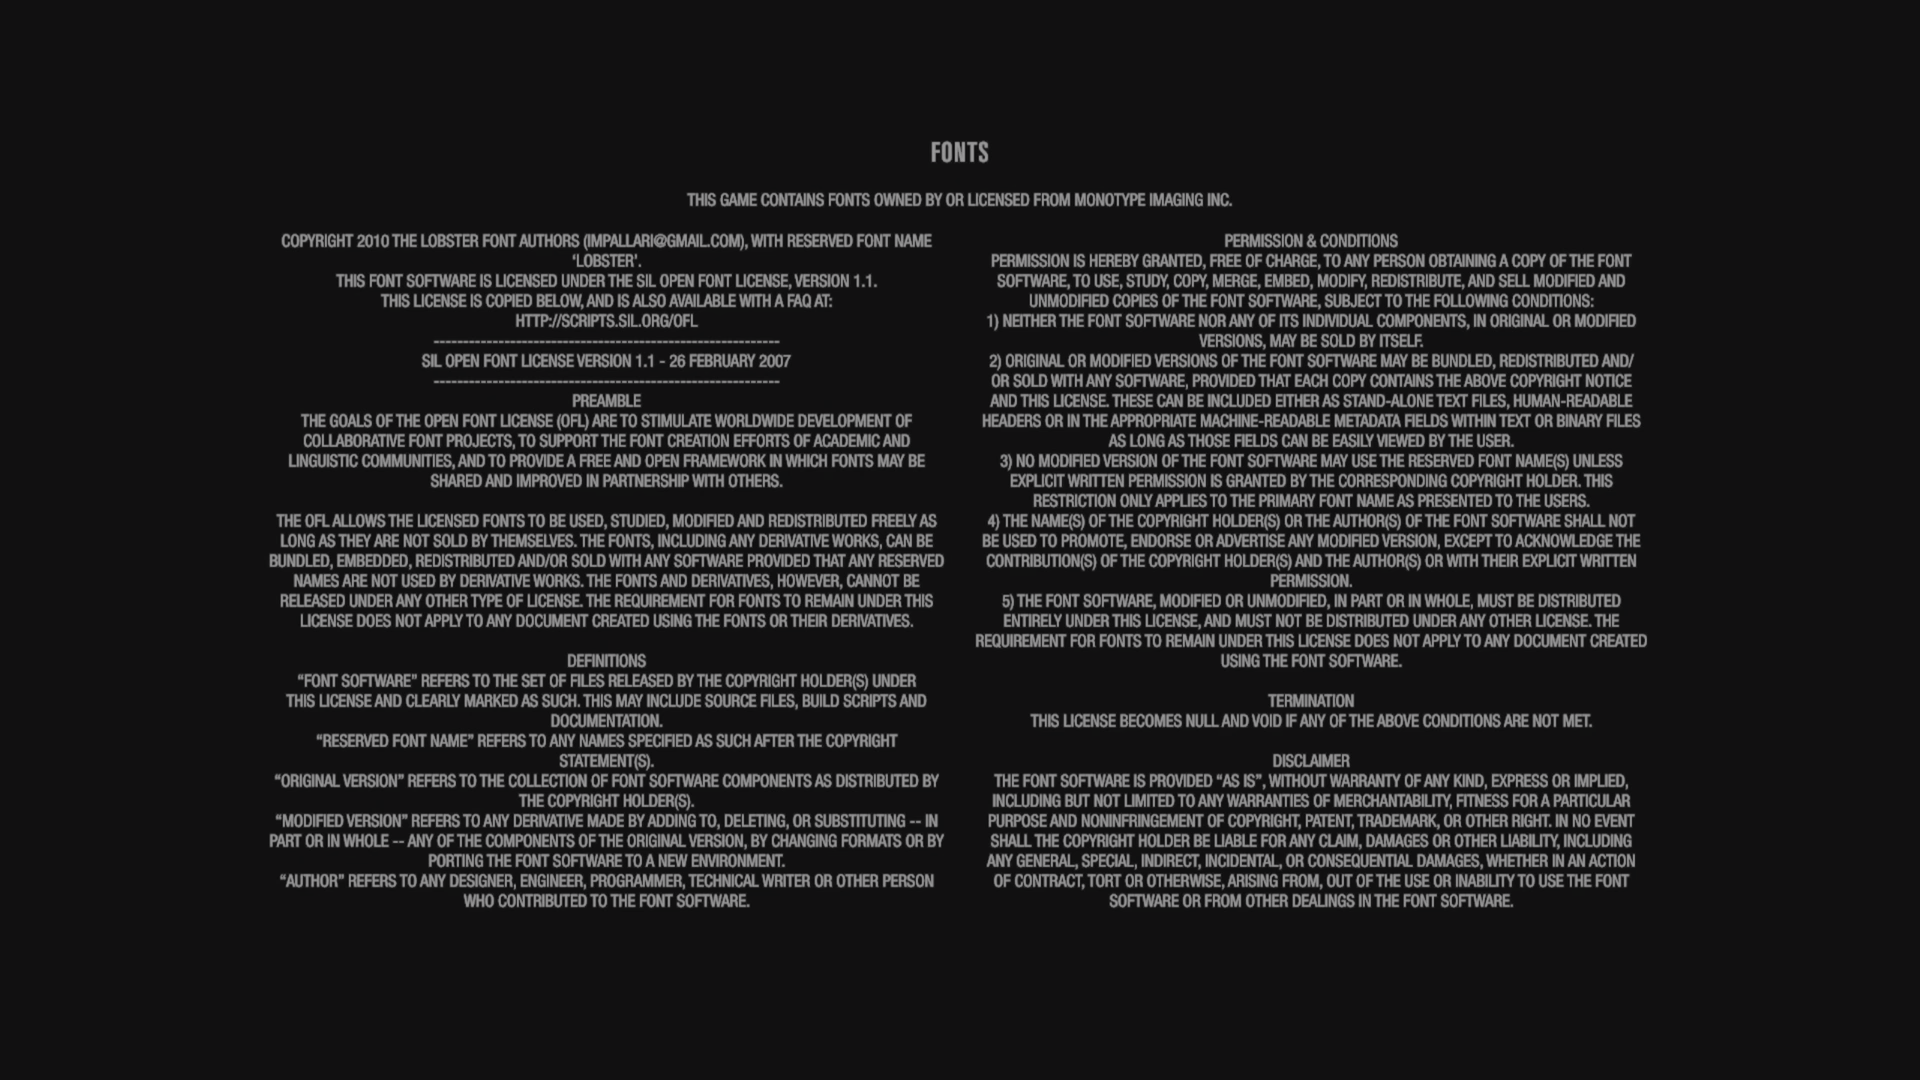 FONTS
THIS GAME CONTAINS FONTS OWNED BY OR LICENSED FROM MONOTYPE IMAGING INC.
COPYRIGHT 2010 THE LOBSTER FONT AUTHORS (IMPALLARI@GMAIL.COM), WITH RESERVED FONT NAME
'LOBSTER'.
THIS FONT SOFTWARE IS LICENSED UNDER THE SIL OPEN FONT LICENSE, VERSION 1.1.
THIS LICENSE IS COPIED BELOW, AND IS ALSO AVAILABLE WITH A FAQ AT:
HTTP://SCRIPTS.SIL.ORG/OFL
-----------------------------------------------------------
SIL OPEN FONT LICENSE VERSION 1.1 - 26 FEBRUARY 2007
-----------------------------------------------------------
PREAMBLE
THE GOALS OF THE OPEN FONT LICENSE (OFL) ARE TO STIMULATE WORLDWIDE DEVELOPMENT OF
COLLABORATIVE FONT PROJECTS, TO SUPPORT THE FONT CREATION EFFORTS OF ACADEMIC AND
LINGUISTIC COMMUNITIES, AND TO PROVIDE A FREE AND OPEN FRAMEWORK IN WHICH FONTS MAY BE
SHARED AND IMPROVED IN PARTNERSHIP WITH OTHERS.
THE OFL ALLOWS THE LICENSED FONTS TO BE USED, STUDIED, MODIFIED AND REDISTRIBUTED FREELY AS
LONG AS THEY ARE NOT SOLD BY THEMSELVES. THE FONTS, INCLUDING ANY DERIVATIVE WORKS, CAN BE
BUNDLED, EMBEDDED, REDISTRIBUTED AND/OR SOLD WITH ANY SOFTWARE PROVIDED THAT ANY RESERVED
NAMES ARE NOT USED BY DERIVATIVE WORKS. THE FONTS AND DERIVATIVES, HOWEVER, CANNOT BE
RELEASED UNDER ANY OTHER TYPE OF LICENSE. THE REQUIREMENT FOR FONTS TO REMAIN UNDER THIS
LICENSE DOES NOT APPLY TO ANY DOCUMENT CREATED USING THE FONTS OR THEIR DERIVATIVES.
DEFINITIONS
“FONT SOFTWARE” REFERS TO THE SET OF FILES RELEASED BY THE COPYRIGHT HOLDER(S) UNDER
THIS LICENSE AND CLEARLY MARKED AS SUCH. THIS MAY INCLUDE SOURCE FILES, BUILD SCRIPTS AND
DOCUMENTATION.
“RESERVED FONT NAME” REFERS TO ANY NAMES SPECIFIED AS SUCH AFTER THE COPYRIGHT
STATEMENT(S).
“ORIGINAL VERSION” REFERS TO THE COLLECTION OF FONT SOFTWARE COMPONENTS AS DISTRIBUTED BY
THE COPYRIGHT HOLDER(S).
“MODIFIED VERSION” REFERS TO ANY DERIVATIVE MADE BY ADDING TO, DELETING, OR SUBSTITUTING -- IN
PART OR IN WHOLE -- ANY OF THE COMPONENTS OF THE ORIGINAL VERSION, BY CHANGING FORMATS OR BY
PORTING THE FONT SOFTWARE TO A NEW ENVIRONMENT.
“AUTHOR” REFERS TO ANY DESIGNER, ENGINEER, PROGRAMMER, TECHNICAL WRITER OR OTHER PERSON
WHO CONTRIBUTED TO THE FONT SOFTWARE.
PERMISSION & CONDITIONS
PERMISSION IS HEREBY GRANTED, FREE OF CHARGE, TO ANY PERSON OBTAINING A COPY OF THE FONT
SOFTWARE, TO USE, STUDY, COPY, MERGE, EMBED, MODIFY, REDISTRIBUTE, AND SELL MODIFIED AND
UNMODIFIED COPIES OF THE FONT SOFTWARE, SUBJECT TO THE FOLLOWING CONDITIONS:
1) NEITHER THE FONT SOFTWARE NOR ANY OF ITS INDIVIDUAL COMPONENTS, IN ORIGINAL OR MODIFIED
VERSIONS, MAY BE SOLD BY ITSELF.
2) ORIGINAL OR MODIFIED VERSIONS OF THE FONT SOFTWARE MAY BE BUNDLED, REDISTRIBUTED AND/
OR SOLD WITH ANY SOFTWARE, PROVIDED THAT EACH COPY CONTAINS THE ABOVE COPYRIGHT NOTICE
AND THIS LICENSE. THESE CAN BE INCLUDED EITHER AS STAND-ALONE TEXT FILES, HUMAN-READABLE
HEADERS OR IN THE APPROPRIATE MACHINE-READABLE METADATA FIELDS WITHIN TEXT OR BINARY FILES
AS LONG AS THOSE FIELDS CAN BE EASILY VIEWED BY THE USER.
3) NO MODIFIED VERSION OF THE FONT SOFTWARE MAY USE THE RESERVED FONT NAME(S) UNLESS
EXPLICIT WRITTEN PERMISSION IS GRANTED BY THE CORRESPONDING COPYRIGHT HOLDER. THIS
RESTRICTION ONLY APPLIES TO THE PRIMARY FONT NAME AS PRESENTED TO THE USERS.
4) THE NAME(S) OF THE COPYRIGHT HOLDER(S) OR THE AUTHOR(S) OF THE FONT SOFTWARE SHALL NOT
BE USED TO PROMOTE, ENDORSE OR ADVERTISE ANY MODIFIED VERSION, EXCEPT TO ACKNOWLEDGE THE
CONTRIBUTION(S) OF THE COPYRIGHT HOLDER(S) AND THE AUTHOR(S) OR WITH THEIR EXPLICIT WRITTEN
PERMISSION.
5) THE FONT SOFTWARE, MODIFIED OR UNMODIFIED, IN PART OR IN WHOLE, MUST BE DISTRIBUTED
ENTIRELY UNDER THIS LICENSE, AND MUST NOT BE DISTRIBUTED UNDER ANY OTHER LICENSE. THE
REQUIREMENT FOR FONTS TO REMAIN UNDER THIS LICENSE DOES NOT APPLY TO ANY DOCUMENT CREATED
USING THE FONT SOFTWARE.
TERMINATION
THIS LICENSE BECOMES NULL AND VOID IF ANY OF THE ABOVE CONDITIONS ARE NOT MET.
DISCLAIMER
THE FONT SOFTWARE IS PROVIDED “AS IS”, WITHOUT WARRANTY OF ANY KIND, EXPRESS OR IMPLIED,
INCLUDING BUT NOT LIMITED TO ANY WARRANTIES OF MERCHANTABILITY, FITNESS FOR A PARTICULAR
PURPOSE AND NONINFRINGEMENT OF COPYRIGHT, PATENT, TRADEMARK, OR OTHER RIGHT. IN NO EVENT
SHALL THE COPYRIGHT HOLDER BE LIABLE FOR ANY CLAIM, DAMAGES OR OTHER LIABILITY, INCLUDING
ANY GENERAL, SPECIAL, INDIRECT, INCIDENTAL, OR CONSEQUENTIAL DAMAGES, WHETHER IN AN ACTION
OF CONTRACT, TORT OR OTHERWISE, ARISING FROM, OUT OF THE USE OR INABILITY TO USE THE FONT
SOFTWARE OR FROM OTHER DEALINGS IN THE FONT SOFTWARE.